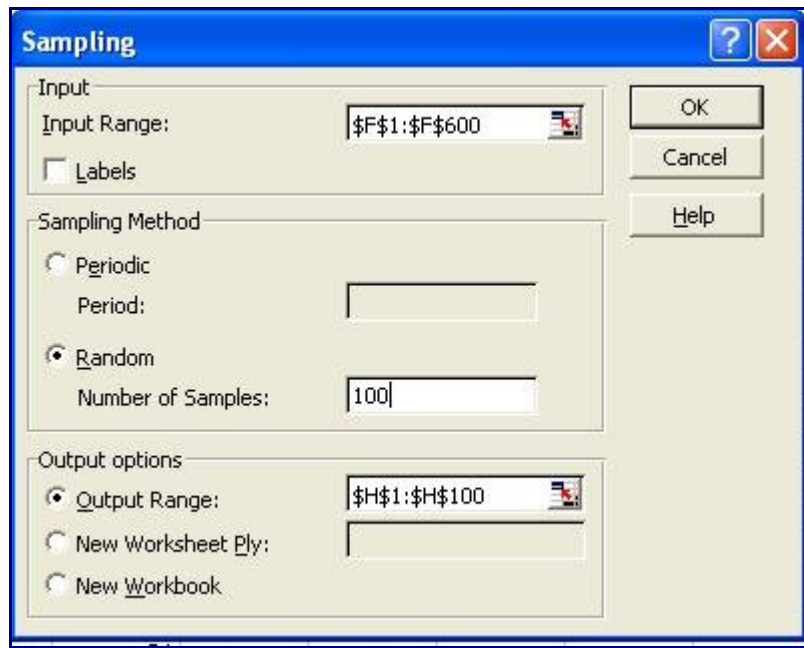 Sampling
Input
Input Range:
$F$1:$F$600
Labels
OK
Cancel
Help
Sampling Method
Periodic
Period:
Random
Number of Samples:
100
Output options
Output Range:
$H$1:$H$100
New Worksheet Ply:
New Workbook